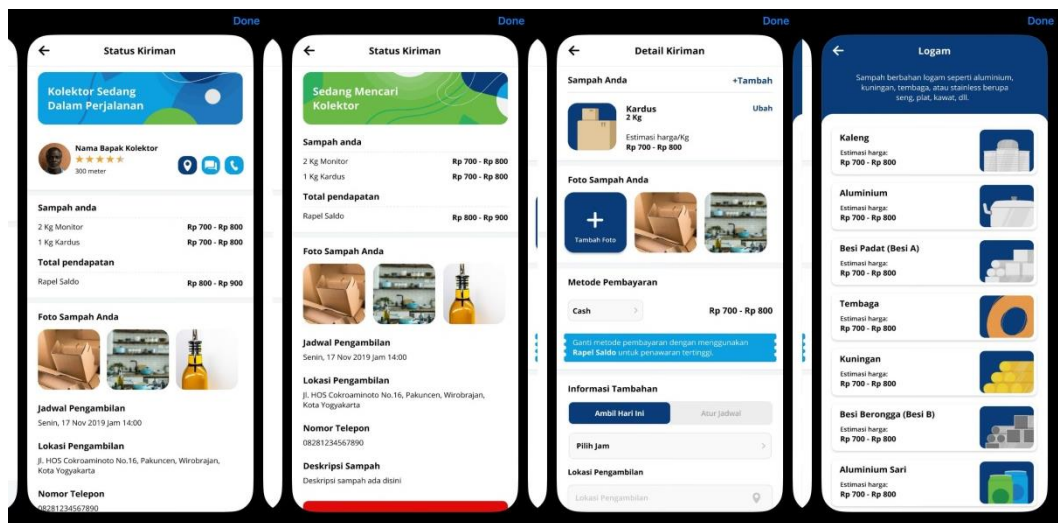 Done
Status Kiriman
Kolektor Sedang
Dalam Perjalanan
Nama Bapak Kolektor
300 meter
Sampah anda
2 Kg Monitor Rp 700 - Rp 800
1 Kg Kardus Rp 700 - Rp 800
Total pendapatan
Rapel Saldo Rp 800 - Rp 900
Foto Sampah Anda
Jadwal Pengambilan
Senin, 17 Nov 2019 Jam 14:00
Lokasi Pengambilan
Jl. HOS Cokroaminoto No.16, Pakuncen, Wirobrajan,
Kota Yogyakarta
Nomor Telepon
08281234567890
Done
Status Kiriman
Sedang Mencari
Kolektor
Sampah anda
2 Kg Monitor Rp 700 - Rp 800
1 Kg Kardus Rp 700 - Rp 800
Total pendapatan
Rapel Saldo Rp 800 - Rp 900
Foto Sampah Anda
Jadwal Pengambilan
Senin, 17 Nov 2019 Jam 14:00
Lokasi Pengambilan
Jl. HOS Cokroaminoto No.16, Pakuncen, Wirobrajan,
Kota Yogyakarta
Nomor Telepon
08281234567890
Deskripsi Sampah
Deskripsi sampah ada disini
Done
Detail Kiriman
Sampah Anda +Tambah
Kardus Ubah
2 Kg
Estimasi harga/Kg
Rp 700 - Rp 800
Foto Sampah Anda
Tambah Foto
Metode Pembayaran
Cash Rp 700 - Rp 800
Ganti metode pembayaran dengan menggunakan
Rapel Saldo untuk penawaran tertinggi.
Informasi Tambahan
Ambil Hari Ini Atur Jadwal
Pilih Jam
Lokasi Pengambilan
Lokasi Pengambilan
Done
Logam
Sampah berbahan logam seperti aluminium,
kuningan, tembaga, atau stainless berupa
seng, plat, kawat, dll.
Kaleng
Estimasi harga:
Rp 700 - Rp 800
Aluminium
Estimasi harga:
Rp 700 - Rp 800
Besi Padat (Besi A)
Estimasi harga:
Rp 700 - Rp 800
Tembaga
Estimasi harga:
Rp 700 - Rp 800
Kuningan
Estimasi harga:
Rp 700 - Rp 800
Besi Berongga (Besi B)
Estimasi harga:
Rp 700 - Rp 800
Aluminium Sari
Estimasi harga:
Rp 700 - Rp 800